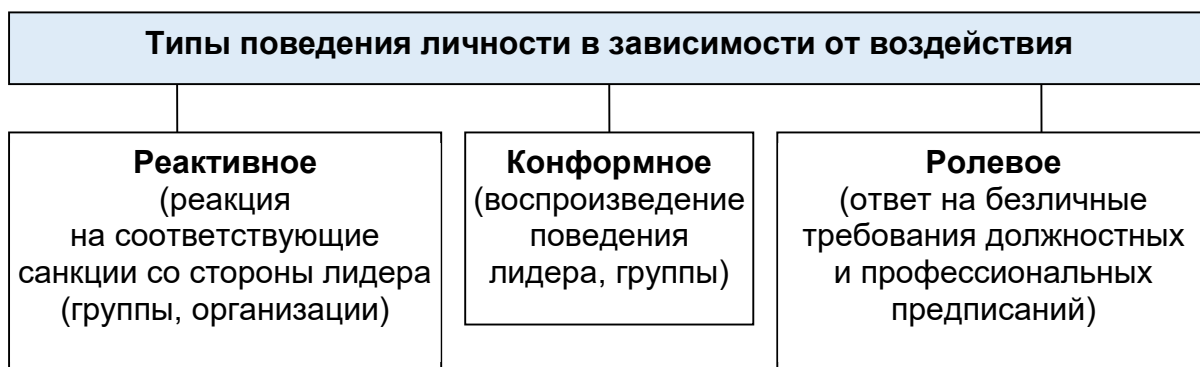 Типы поведения личности в зависимости от воздействия
Реактивное
(реакция
на соответствующие
санкции со стороны лидера
(группы, организации)
Конформное
(воспроизведение
поведения
лидера, группы)
Ролевое
(ответ на безличные
требования должностных
и профессиональных
предписаний)